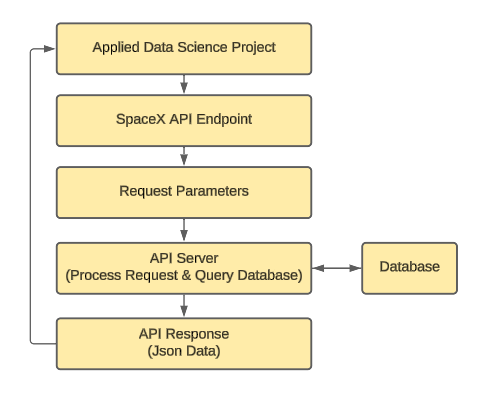 Applied Data Science Project
SpaceX API Endpoint
Request Parameters
API Server
(Process Request & Query Database)
Database
API Response
(Json Data)